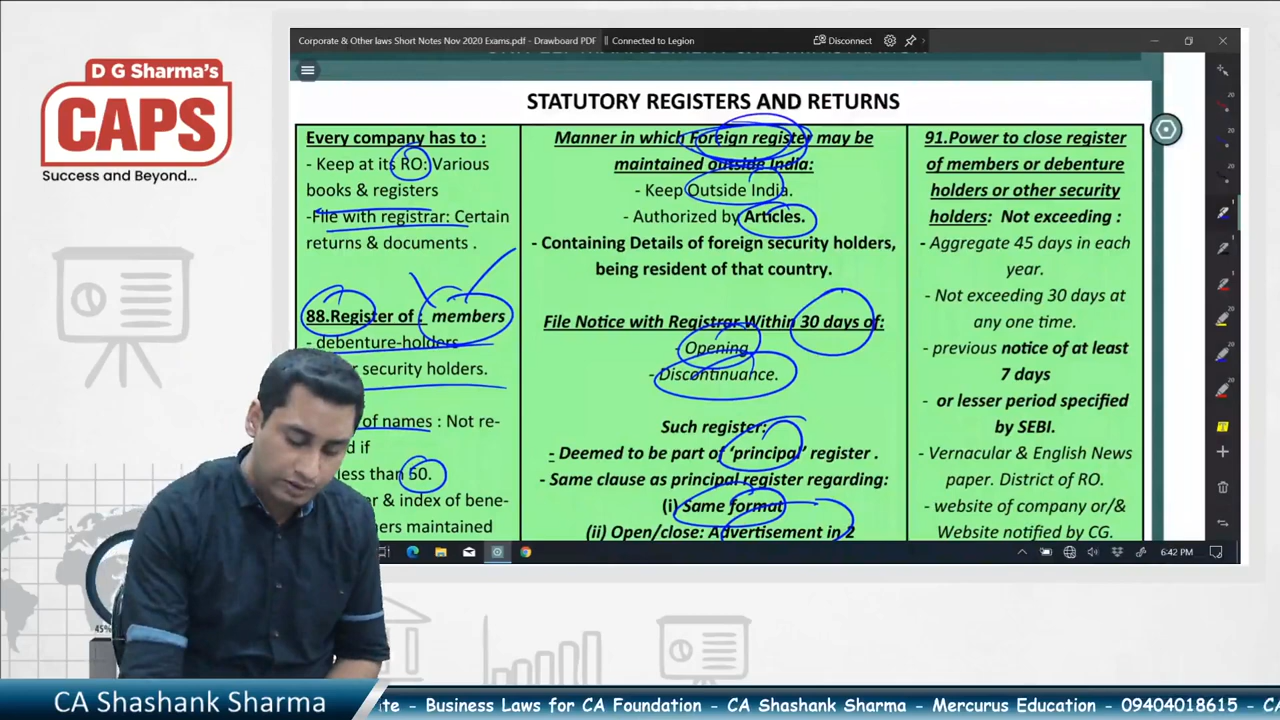 D G Sharma's
CAPS
Success and Beyond...
Corporate & Other laws Short Notes Nov 2020 Exams.pdf - Drawboard PDF
Connected to Legion
Disconnect
STATUTORY REGISTERS AND RETURNS
Every company has to :
- Keep at its RO: Various
books & registers
-File with registrar: Certain
returns & documents .
88.Register of : members
- debenture-holders
security holders.
of names : Not re-
if
less than 50.
& index of bene-
maintained
Manner in which Foreign register may be
maintained outside India:
- Keep Outside India.
- Authorized by Articles.
- Containing Details of foreign security holders,
being resident of that country.
File Notice with Registrar Within 30 days of:
- Opening
- Discontinuance.
Such register:
- Deemed to be part of 'principal' register .
- Same clause as principal register regarding:
(i) Same format
(ii) Open/close: Advertisement in 2
91.Power to close register
of members or debenture
holders or other security
holders: Not exceeding :
- Aggregate 45 days in each
year.
- Not exceeding 30 days at
any one time.
- previous notice of at least
7 days
- or lesser period specified
by SEBI.
- Vernacular & English News
paper. District of RO.
- website of company or/&
Website notified by CG.
6:42 PM
45%
CA Shashank Sharma
te - Business Laws for CA Foundation - CA Shashank Sharma - Mercurus Education - 09404018615 - CA